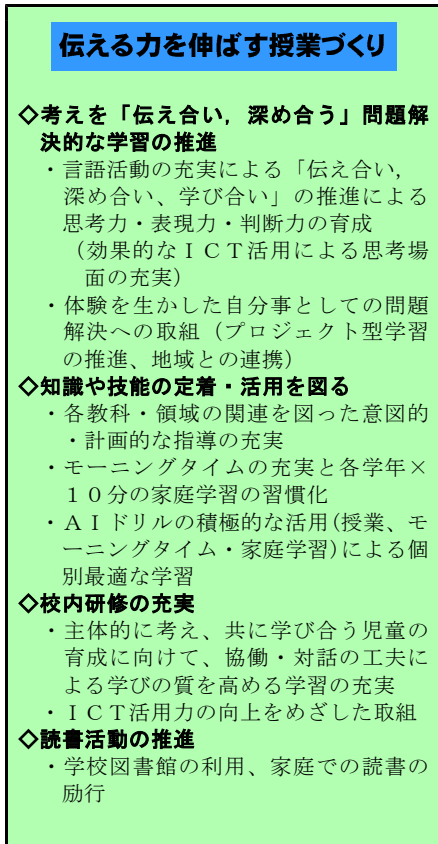 伝える力を伸ばす授業づくり
◇考えを「伝え合い，深め合う」問題解
決的な学習の推進
・言語活動の充実による「伝え合い，
深め合い、学び合い」の推進による
思考力・表現力・判断力の育成
（効果的なＩＣＴ活用による思考場
面の充実）
・体験を生かした自分事としての問題
解決への取組（プロジェクト型学習
の推進、地域との連携）
◇知識や技能の定着・活用を図る
・各教科・領域の関連を図った意図的
・計画的な指導の充実
・モーニングタイムの充実と各学年×
１０分の家庭学習の習慣化
・ＡＩドリルの積極的な活用(授業、モ
ーニングタイム・家庭学習)による個
別最適な学習
◇校内研修の充実
・主体的に考え、共に学び合う児童の
育成に向けて、協働・対話の工夫に
よる学びの質を高める学習の充実
・ＩＣＴ活用力の向上をめざした取組
◇読書活動の推進
・学校図書館の利用、家庭での読書の
励行